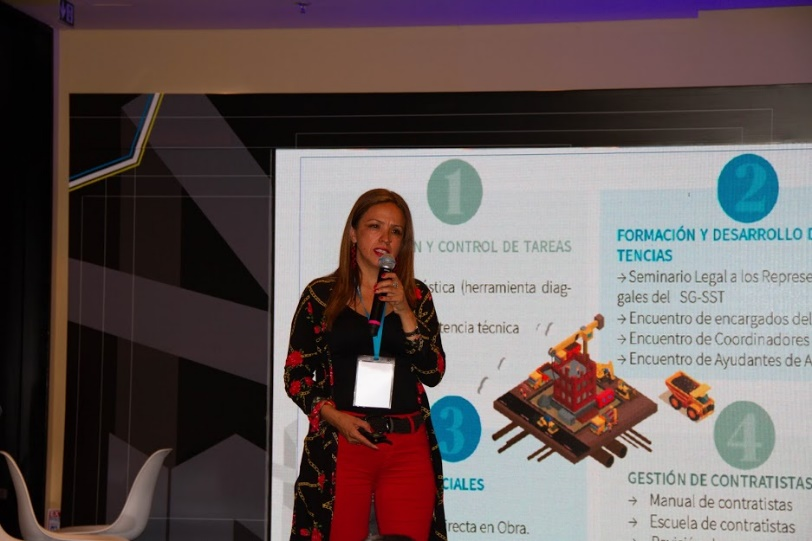 1
N Y CONTROL DE TAREAS
stica (herramienta diag-
tencia técnica
2
FORMACIÓN Y DESARROLLO D
TENCIAS
→ Seminario Legal a los Represe
gales del SG-SST
→ Encuentro de encargados del
→ Encuentro de Coordinadores
→ Encuentro de Ayudantes de A
3
CIALES
recta en Obra.
4
GESTIÓN DE CONTRATISTAS
→ Manual de contratistas
→ Escuela de contratistas